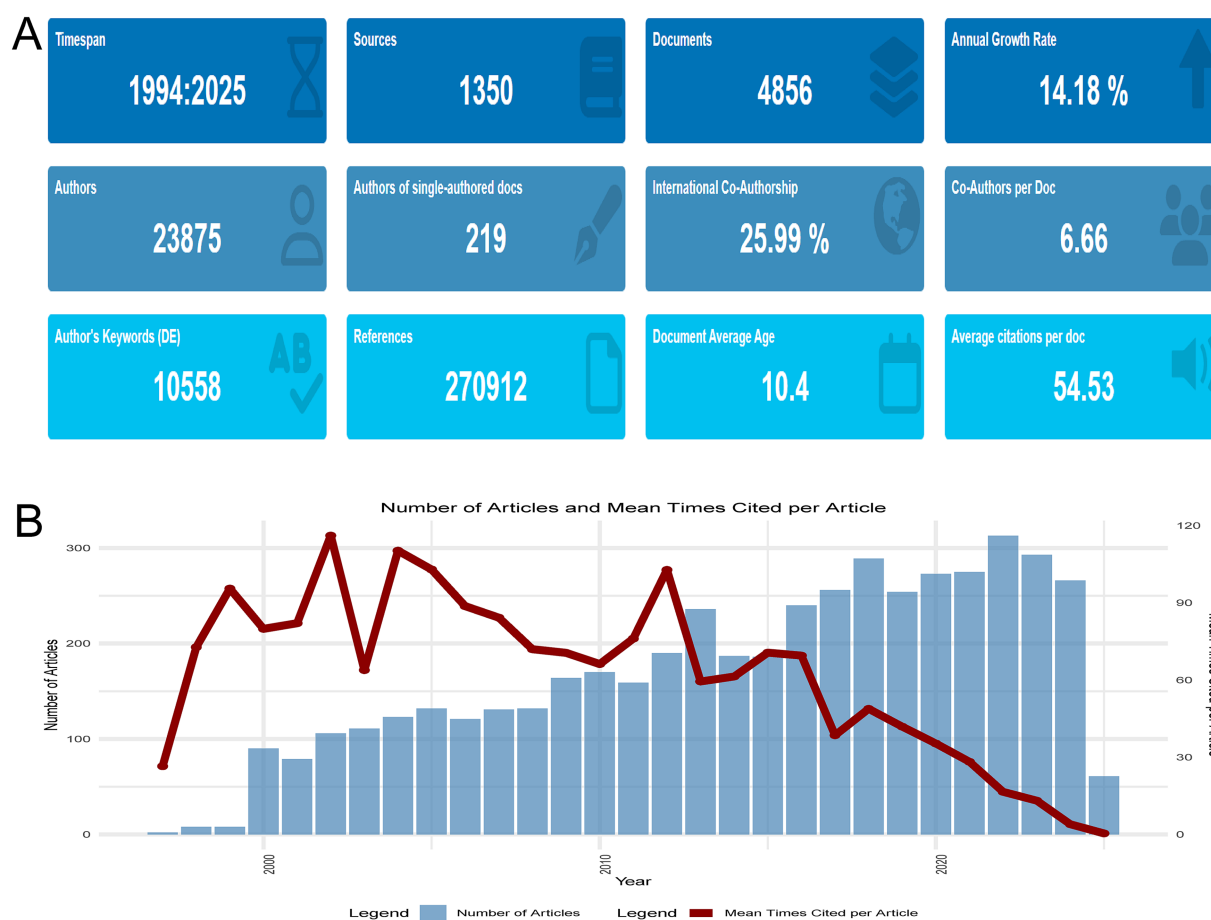 A
Timespan
1994:2025
Sources
1350
Documents
4856
Annual Growth Rate
14.18 %
Authors
23875
Authors of single-authored docs
219
International Co-Authorship
25.99 %
Co-Authors per Doc
6.66
Author's Keywords (DE)
AB
10558
References
270912
Document Average Age
10.4
Average citations per doc
54.53
B
Number of Articles and Mean Times Cited per Article
Number of Articles
300
200
100
0
120
90
60
30
0
2000
2010
2020
Year
Legend Number of Articles Legend Mean Times Cited per Article